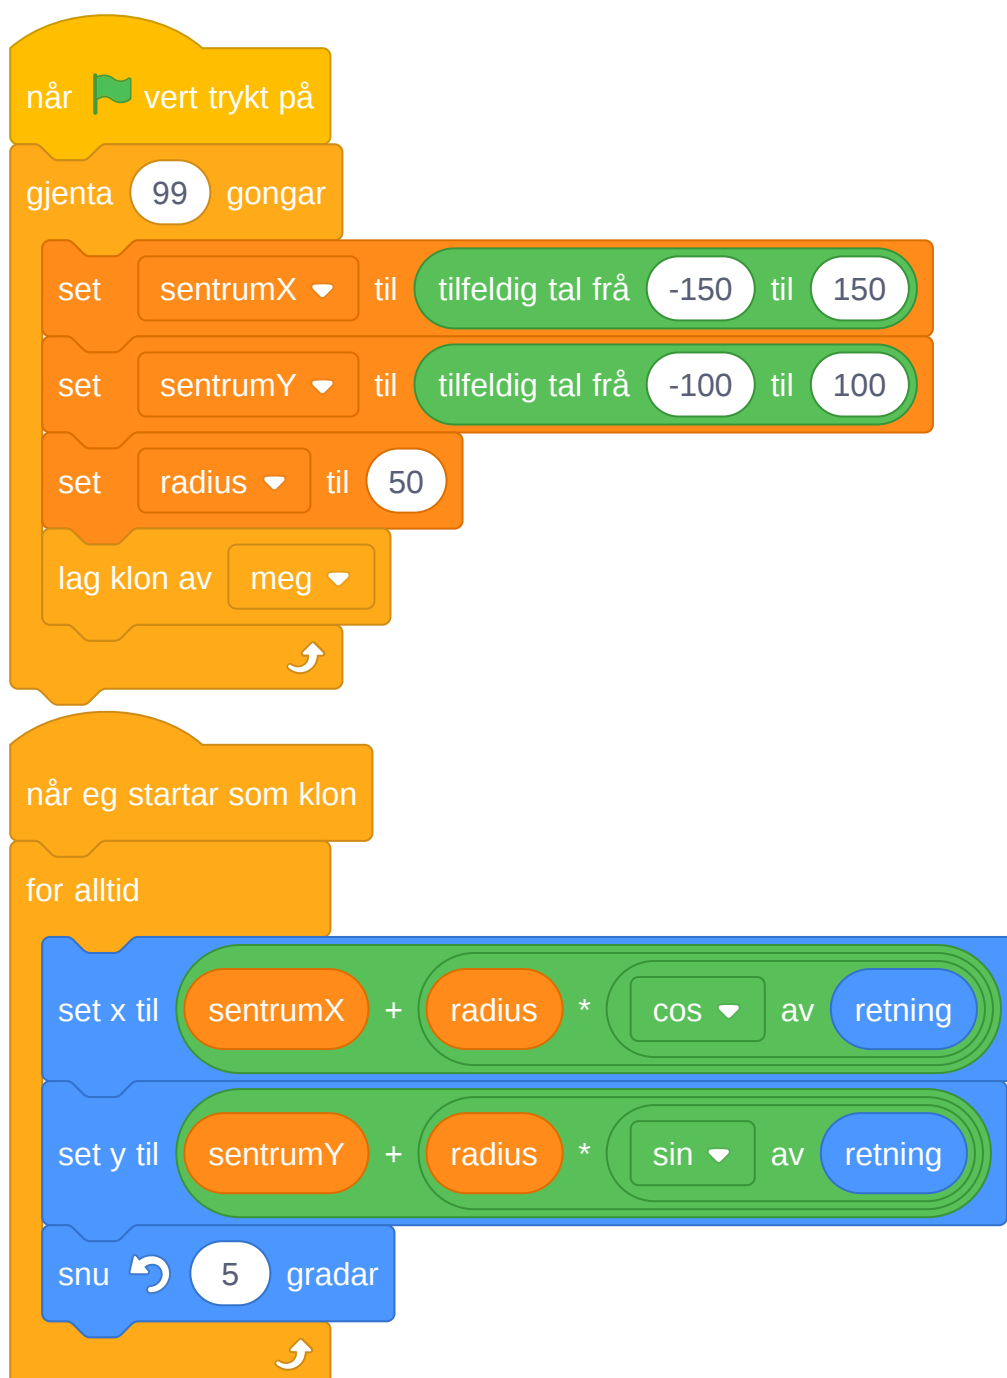 når vert trykt på
gjenta 99 gongar
set sentrumX til tilfeldig tal frå -150 til 150
set sentrumY til tilfeldig tal frå -100 til 100
set radius til 50
lag klon av meg
når eg startar som klon
for alltid
set x til sentrumX + radius * cos av retning
set y til sentrumY + radius * sin av retning
snu 5 gradar